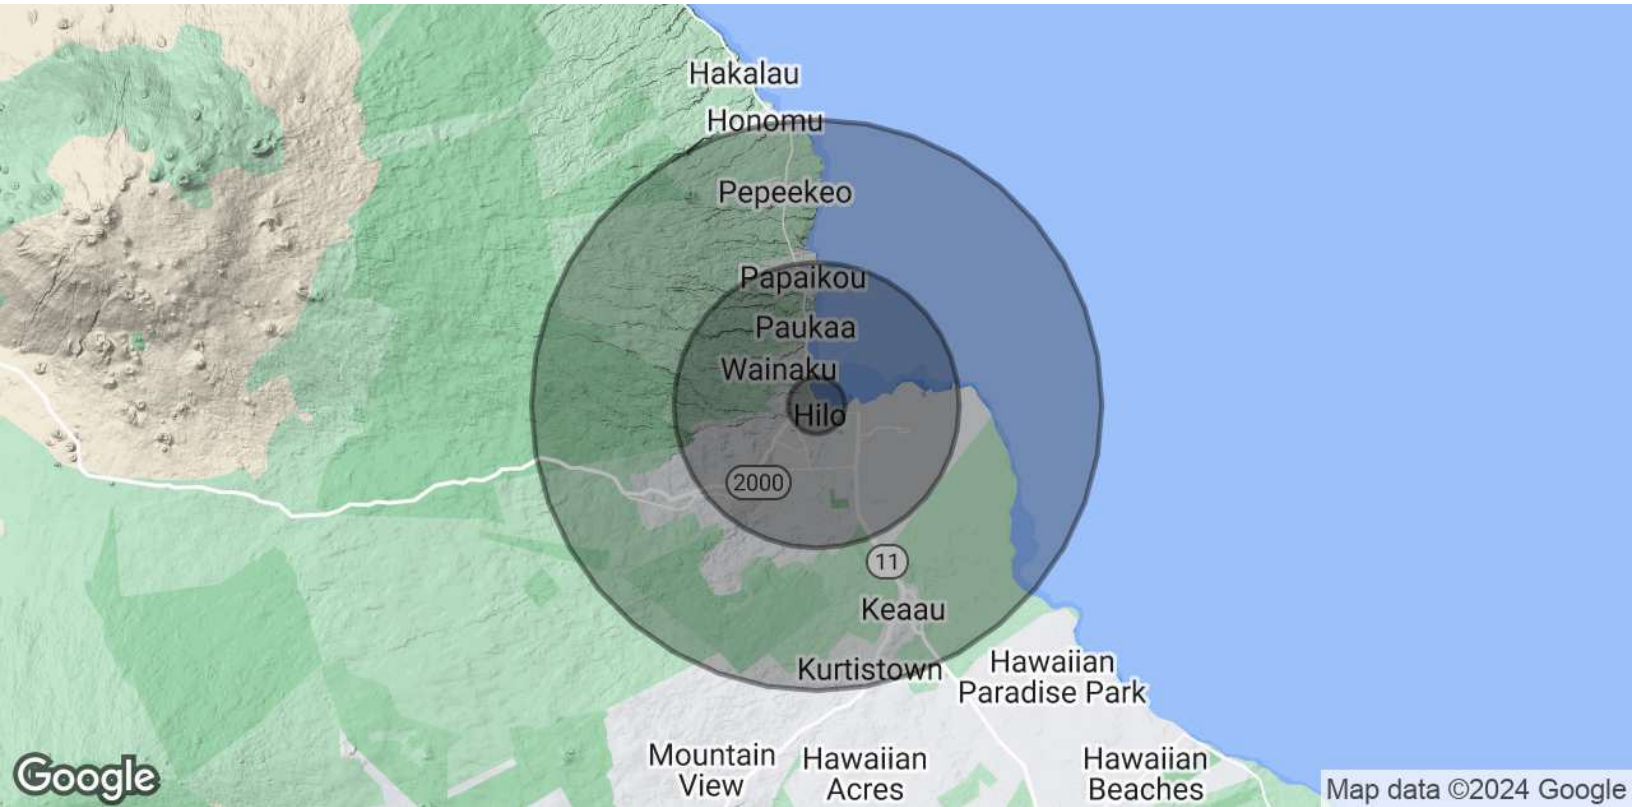 Hakalau
Honomu
Pepeekeo
Papaikou
Paukaa
Wainaku
Hilo
2000
11
Keaau
Kurtistown
Hawaiian
Paradise Park
Mountain
View
Hawaiian
Acres
Hawaiian
Beaches
Google
Map data ©2024 Google